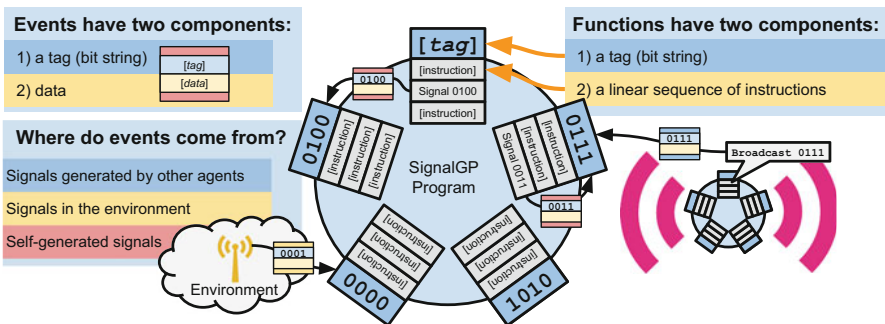 Events have two components:
1) a tag (bit string)
2) data
[tag]
[data]
Where do events come from?
Signals generated by other agents
Signals in the environment
Self-generated signals
Environment
0001
0100
[tag]
[instruction]
Signal 0100
[instruction]
0100
[instruction]
[instruction]
[instruction]
SignalGP
Program
Signal 0011
[instruction]
[instruction]
0111
0011
[instruction]
[instruction]
[instruction]
0000
[instruction]
[instruction]
[instruction]
1010
Functions have two components:
1) a tag (bit string)
2) a linear sequence of instructions
0111
Broadcast 0111